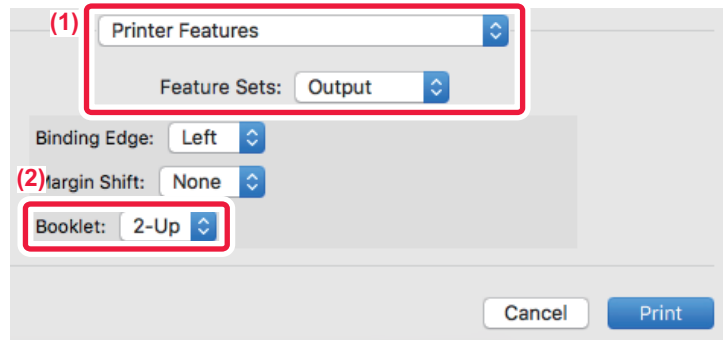 (1) Printer Features
Feature Sets: Output
Binding Edge: Left
(2) Margin Shift: None
Booklet: 2-Up
Cancel Print